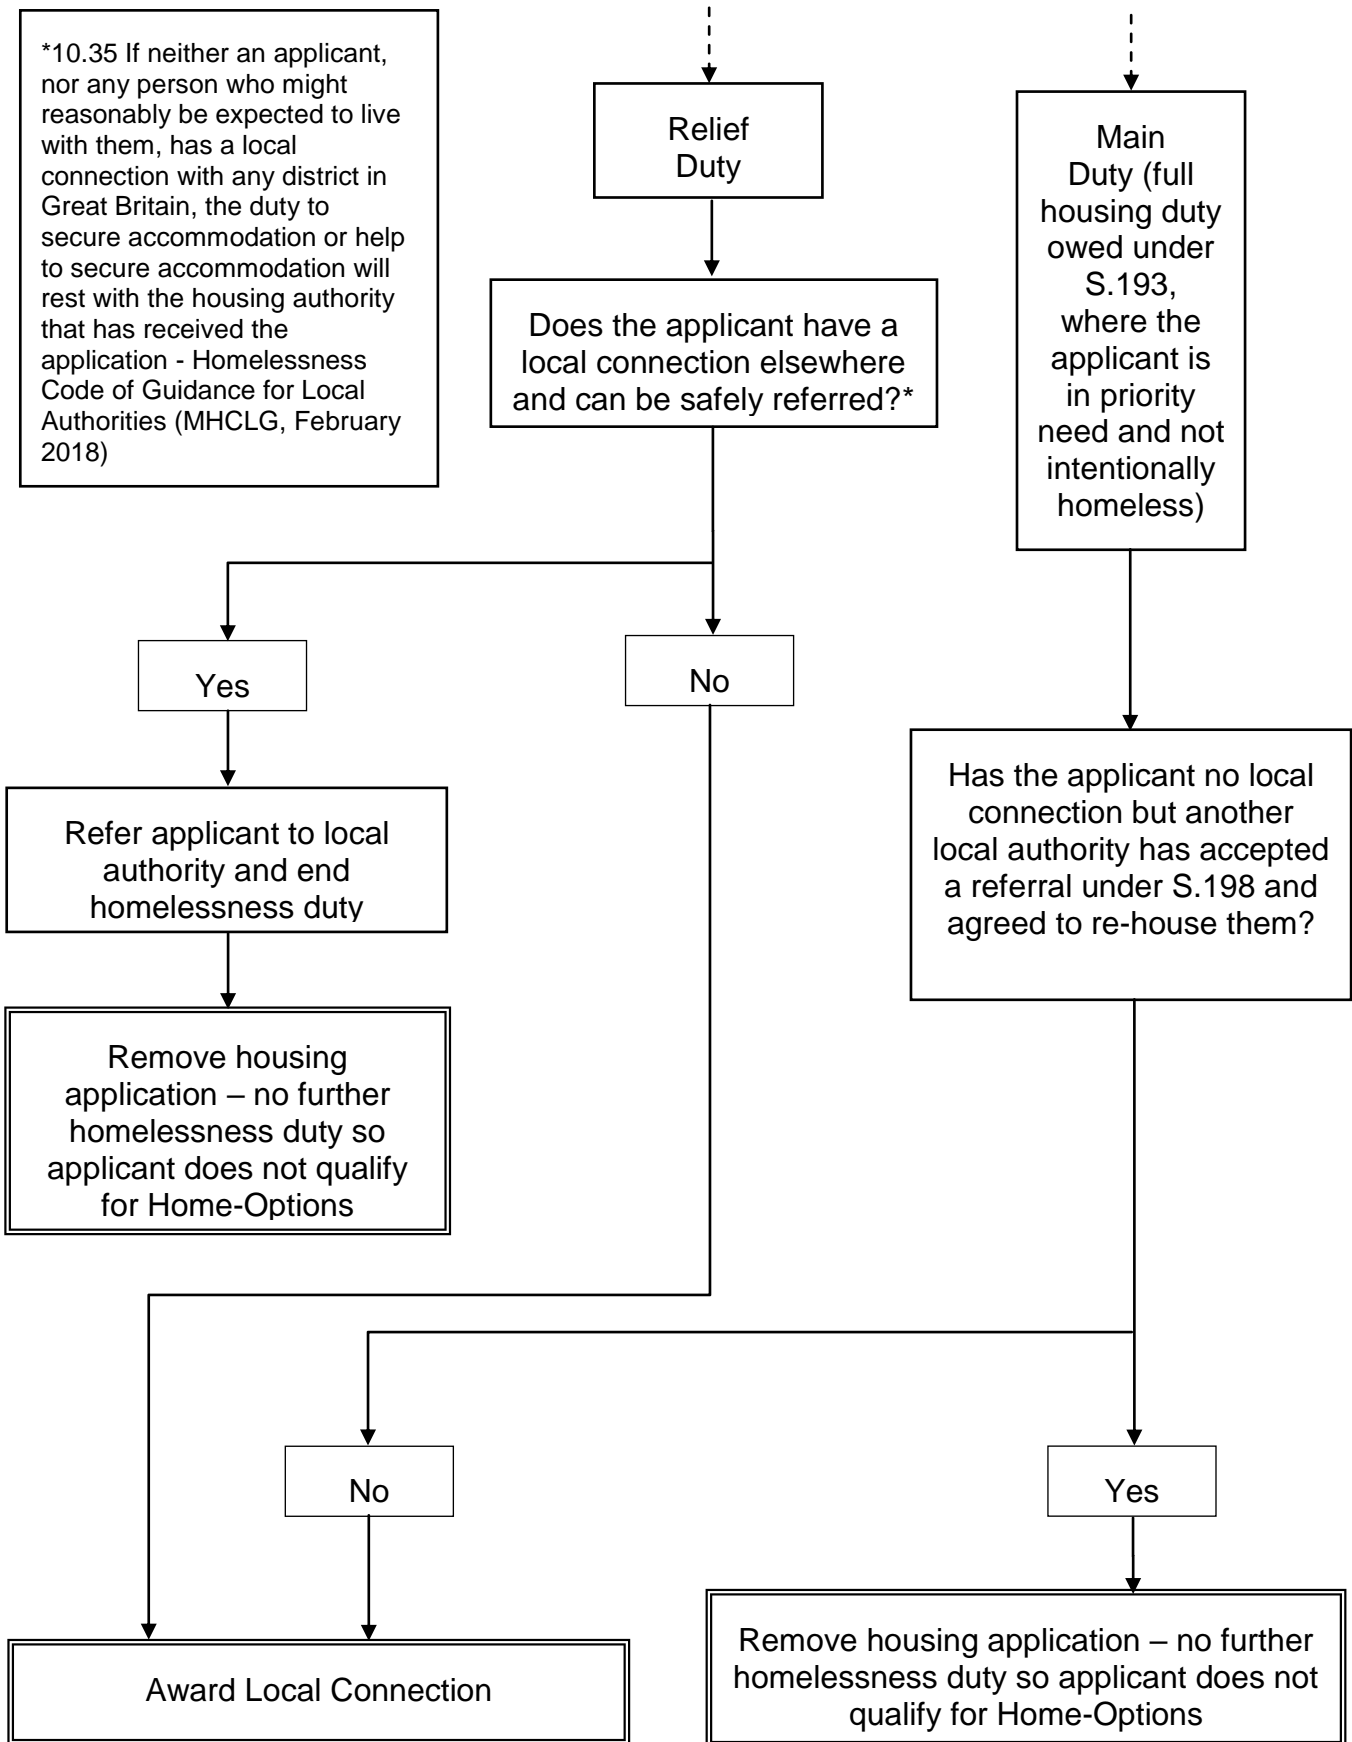 *10.35 If neither an applicant,
nor any person who might
reasonably be expected to live
with them, has a local
connection with any district in
Great Britain, the duty to
secure accommodation or help
to secure accommodation will
rest with the housing authority
that has received the
application - Homelessness
Code of Guidance for Local
Authorities (MHCLG, February
2018)
Relief
Duty
Main
Duty (full
housing duty
owed under
S.193,
where the
applicant is
in priority
need and not
intentionally
homeless)
Does the applicant have a
local connection elsewhere
and can be safely referred?*
Yes
No
Refer applicant to local
authority and end
homelessness duty
Has the applicant no local
connection but another
local authority has accepted
a referral under S.198 and
agreed to re-house them?
Remove housing
application – no further
homelessness duty so
applicant does not qualify
for Home-Options
No
Yes
Award Local Connection
Remove housing application – no further
homelessness duty so applicant does not
qualify for Home-Options